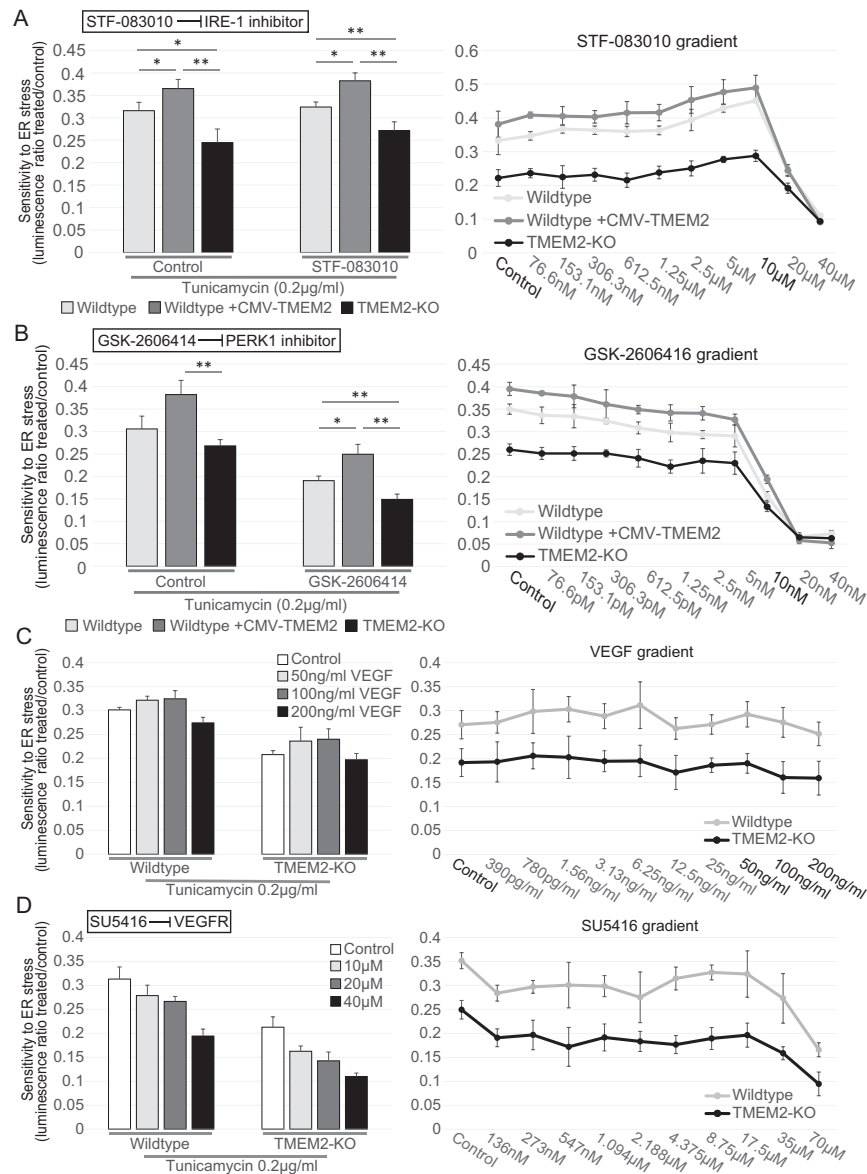 A
STF-083010 ⊣ IRE-1 inhibitor
Sensitivity to ER stress
(luminescence ratio treated/control)
0.45
0.4
0.35
0.3
0.25
0.2
0.15
0.1
0.05
0
* * ** ** * **
Control STF-083010
Tunicamycin (0.2µg/ml)
Wildtype Wildtype +CMV-TMEM2 TMEM2-KO
STF-083010 gradient
0.6
0.5
0.4
0.3
0.2
0.1
0
Wildtype
Wildtype +CMV-TMEM2
TMEM2-KO
Control 76.6nM 153.1nM 306.3nM 612.5nM 1.25µM 2.5µM 5µM 10µM 20µM 40µM
B
GSK-2606414 ⊣ PERK1 inhibitor
Sensitivity to ER stress
(luminescence ratio treated/control)
0.45
0.4
0.35
0.3
0.25
0.2
0.15
0.1
0.05
0
** ** * **
Control GSK-2606414
Tunicamycin (0.2µg/ml)
Wildtype Wildtype +CMV-TMEM2 TMEM2-KO
GSK-2606416 gradient
0.45
0.4
0.35
0.3
0.25
0.2
0.15
0.1
0.05
0
Wildtype
Wildtype +CMV-TMEM2
TMEM2-KO
Control 76.6pM 153.1pM 306.3pM 612.5pM 1.25nM 2.5nM 5nM 10nM 20nM 40nM
C
Sensitivity to ER stress
(luminescence ratio treated/control)
0.4
0.35
0.3
0.25
0.2
0.15
0.1
0.05
0
Control
50ng/ml VEGF
100ng/ml VEGF
200ng/ml VEGF
Wildtype TMEM2-KO
Tunicamycin 0.2µg/ml
VEGF gradient
0.4
0.35
0.3
0.25
0.2
0.15
0.1
0.05
0
Wildtype
TMEM2-KO
Control 390pg/ml 780pg/ml 1.56ng/ml 3.13ng/ml 6.25ng/ml 12.5ng/ml 25ng/ml 50ng/ml 100ng/ml 200ng/ml
D
SU5416 ⊣ VEGFR
Sensitivity to ER stress
(luminescence ratio treated/control)
0.4
0.35
0.3
0.25
0.2
0.15
0.1
0.05
0
Control
10µM
20µM
40µM
Wildtype TMEM2-KO
Tunicamycin 0.2µg/ml
SU5416 gradient
0.4
0.35
0.3
0.25
0.2
0.15
0.1
0.05
0
Wildtype
TMEM2-KO
Control 136nM 273nM 547nM 1.094µM 2.188µM 4.375µM 8.75µM 17.5µM 35µM 70µM